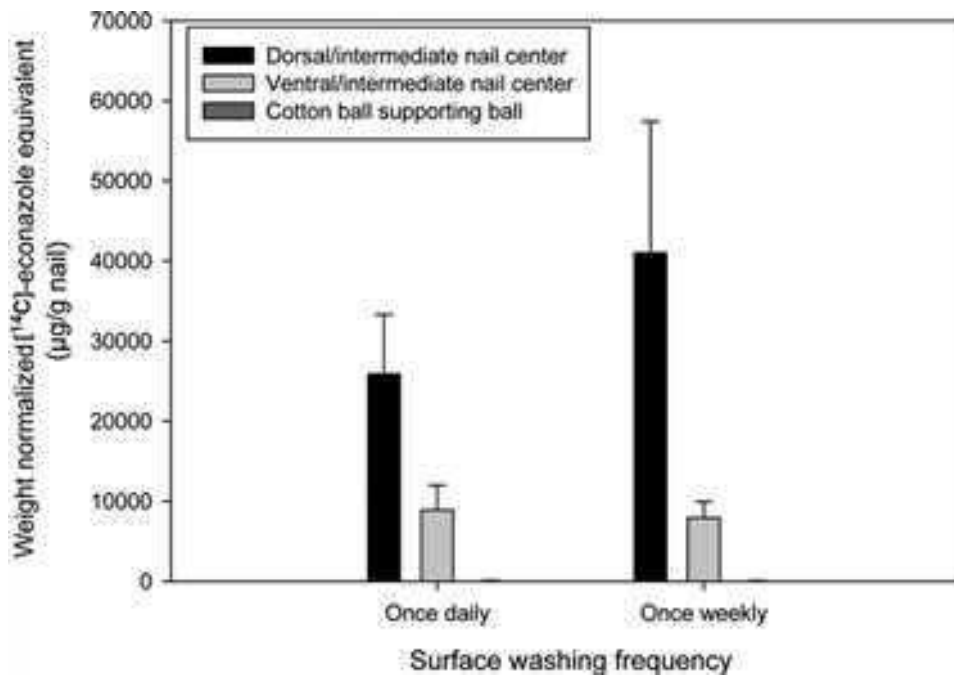 Weight normalized [¹⁴C]-econazole equivalent
(µg/g nail)
70000
60000
50000
40000
30000
20000
10000
0
Dorsal/intermediate nail center
Ventral/intermediate nail center
Cotton ball supporting ball
Once daily
Once weekly
Surface washing frequency